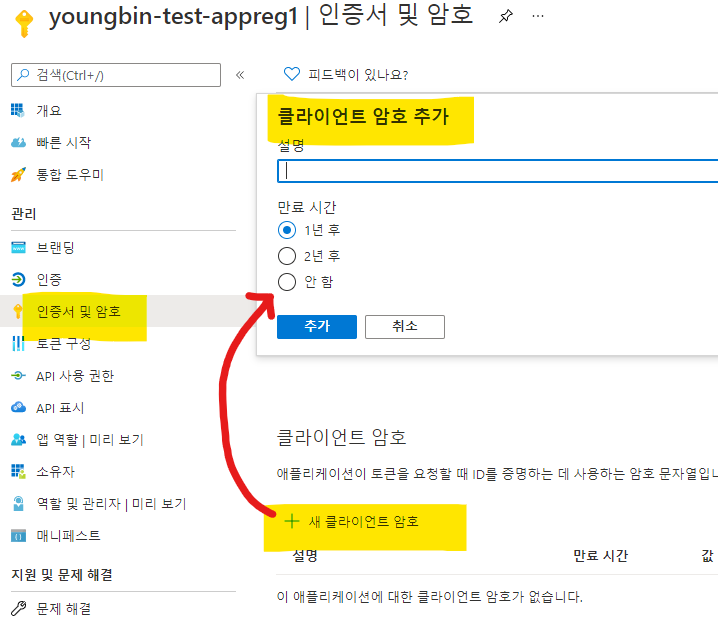 youngbin-test-appreg1 | 인증서 및 암호
검색(Ctrl+/)
개요
빠른 시작
통합 도우미
관리
브랜딩
인증
인증서 및 암호
토큰 구성
API 사용 권한
API 표시
앱 역할 | 미리 보기
소유자
역할 및 관리자 | 미리 보기
매니페스트
지원 및 문제 해결
문제 해결
피드백이 있나요?
클라이언트 암호 추가
설명
만료 시간
1년 후
2년 후
안 함
추가 취소
클라이언트 암호
애플리케이션이 토큰을 요청할 때 ID를 증명하는 데 사용하는 암호 문자열입니
새 클라이언트 암호
설명 만료 시간 값
이 애플리케이션에 대한 클라이언트 암호가 없습니다.